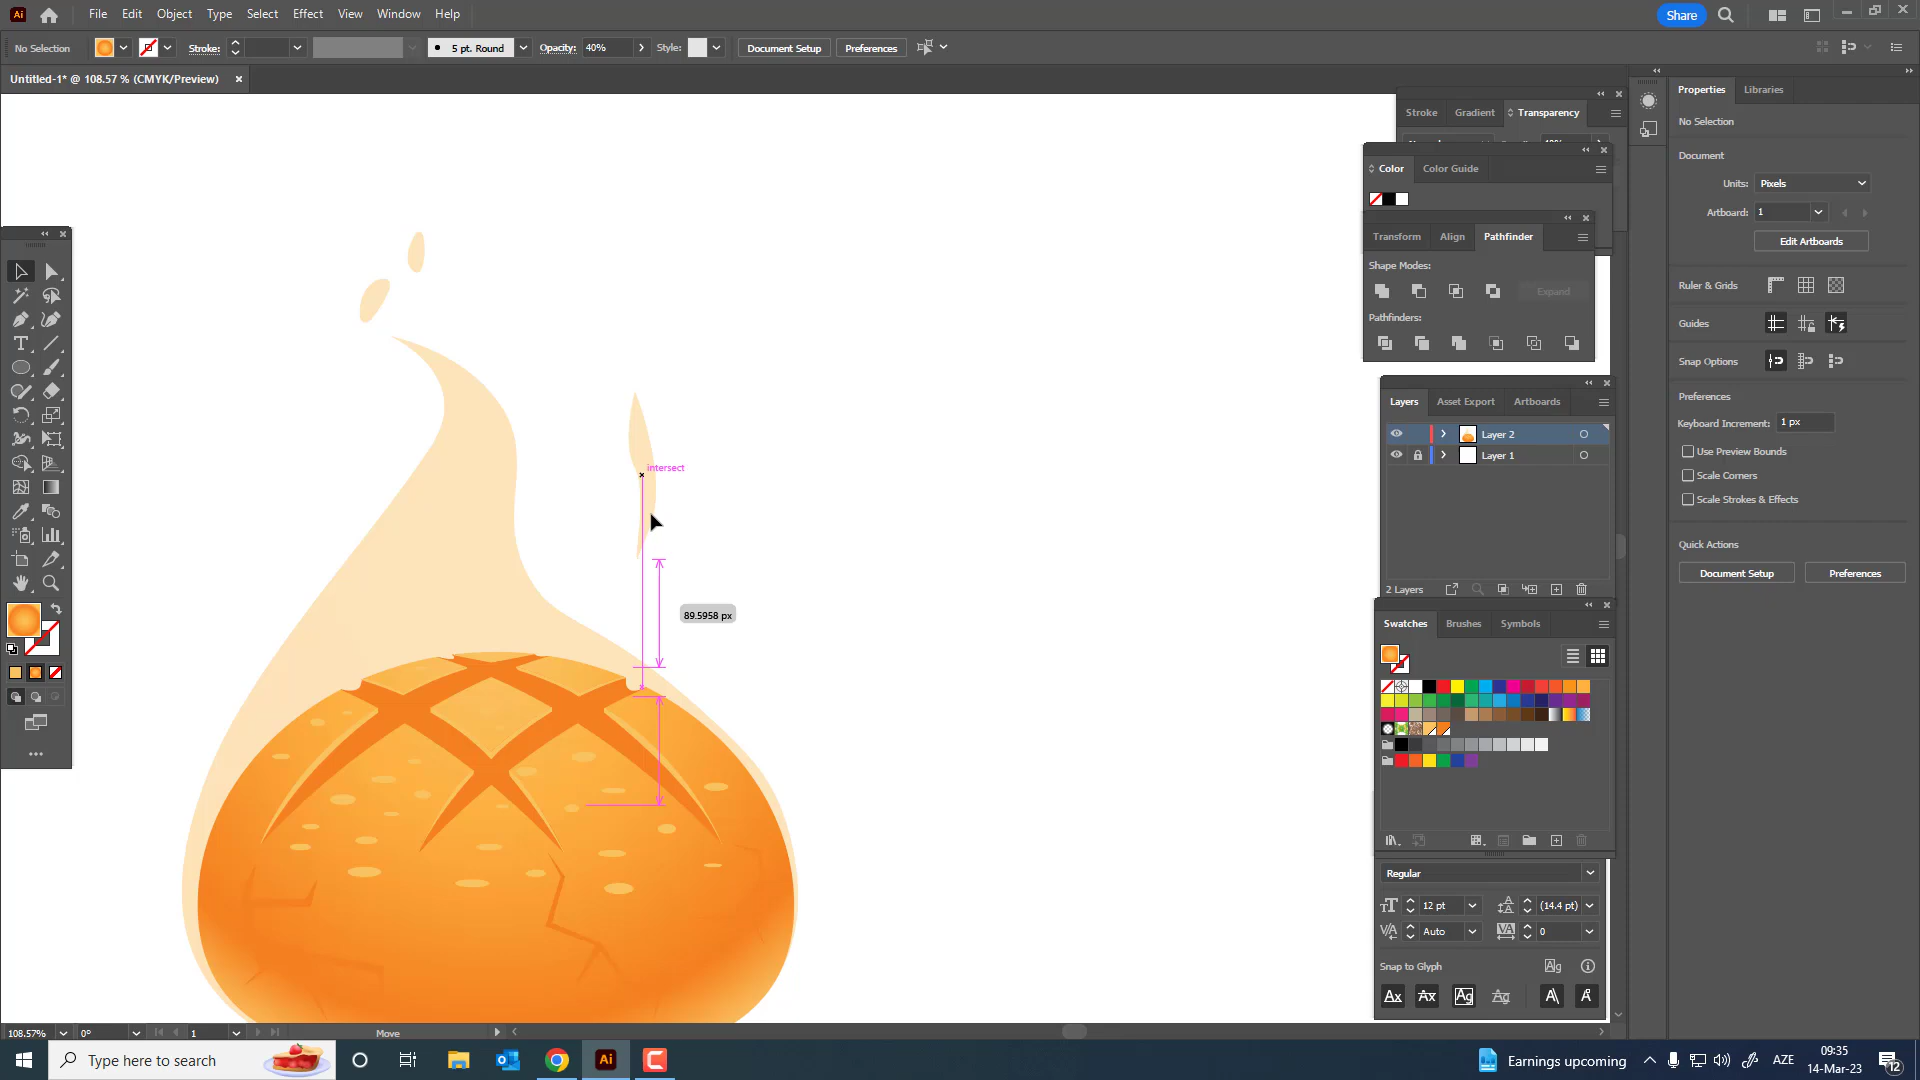 Ai File Edit Object Type Select Effect View Window Help Share
No Selection Stroke: 5 pt. Round Opacity: 40% Style: Document Setup Preferences
Untitled-1* @ 108.57 % (CMYK/Preview) ×
Properties Libraries
No Selection
Document
Units: Pixels
Artboard: 1
Edit Artboards
Ruler & Grids
Guides
Snap Options
Preferences
Keyboard Increment: 1 px
Use Preview Bounds
Scale Corners
Scale Strokes & Effects
Quick Actions
Document Setup Preferences
Stroke Gradient Transparency
Color Color Guide
Transform Align Pathfinder
Shape Modes:
Expand
Pathfinders:
Layers Asset Export Artboards
Layer 2
Layer 1
2 Layers
Swatches Brushes Symbols
Regular
12 pt (14.4 pt)
Auto 0
Snap to Glyph
intersect
89.5958 px
108.57% 0° 1 Move
Type here to search
Ai
Earnings upcoming AZE 09:35
14-Mar-23 12